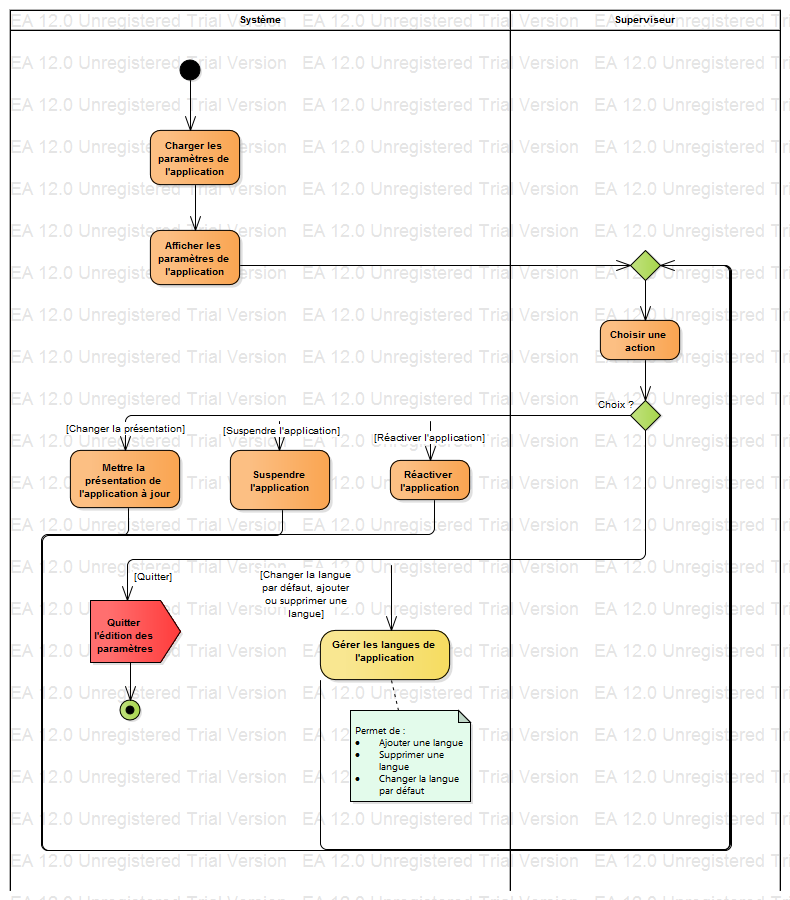 Système
Superviseur
Charger les
paramètres de
l'application
Afficher les
paramètres de
l'application
Choisir une
action
Choix ?
[Changer la présentation]
[Suspendre l'application]
[Réactiver l'application]
Mettre la
présentation de
l'application à jour
Suspendre
l'application
Réactiver
l'application
[Quitter]
[Changer la langue
par défaut, ajouter
ou supprimer une
langue]
Quitter
l'édition des
paramètres
Gérer les langues de
l'application
Permet de :
• Ajouter une langue
• Supprimer une
langue
• Changer la langue
par défaut
EA 12.0 Unregistered Trial Version